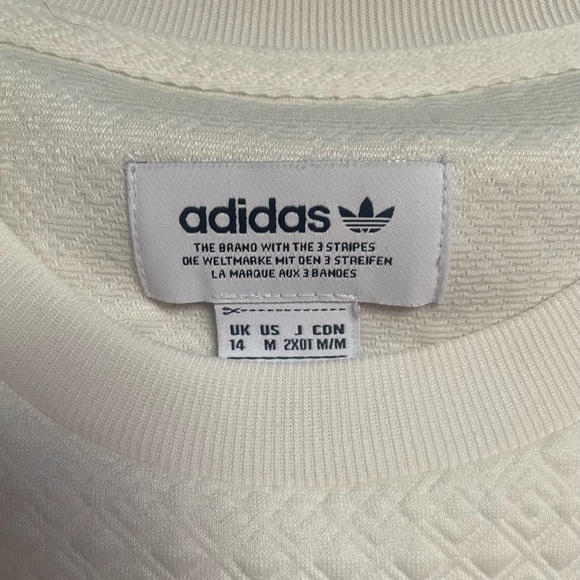 adidas
THE BRAND WITH THE 3 STRIPES
DIE WELTMARKE MIT DEN 3 STREIFEN
LA MARQUE AUX 3 BANDES
UK US J CDN
14 M 2XOT M/M